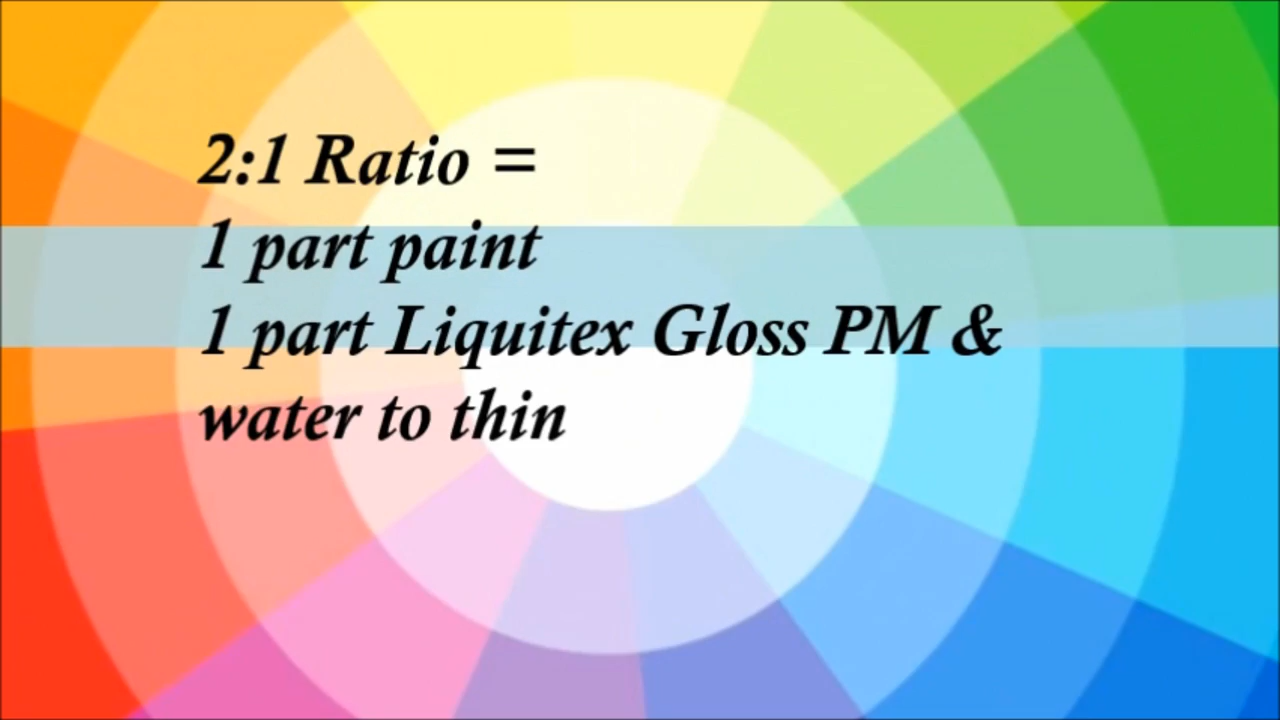 2:1 Ratio =
1 part paint
1 part Liquitex Gloss PM &
water to thin